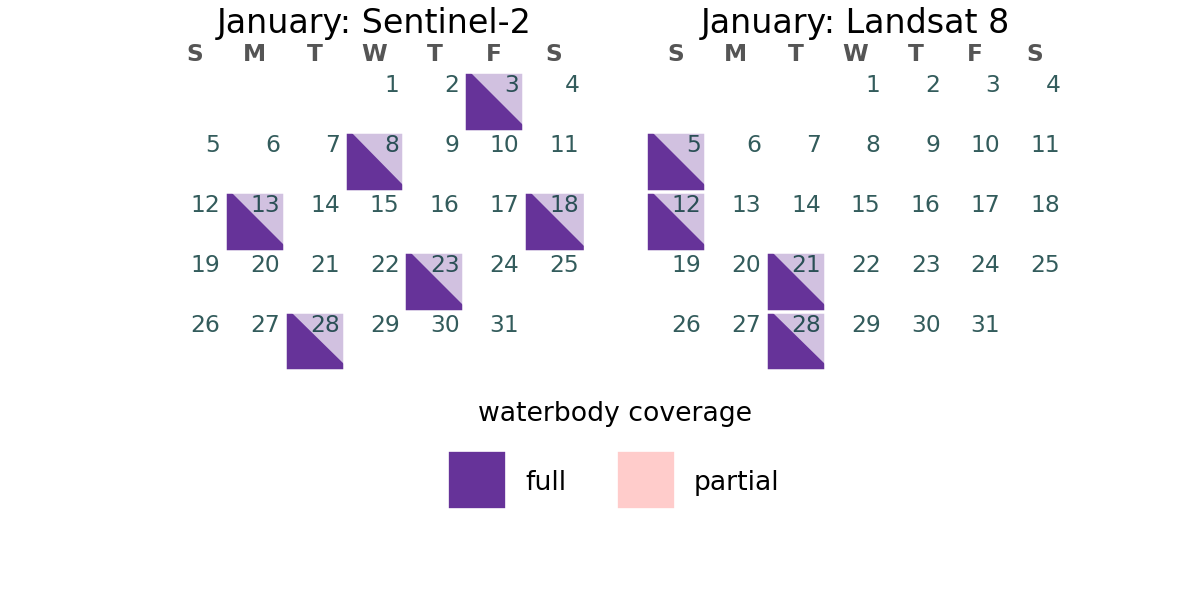 January: Sentinel-2
S M T W T F S
1 2 3 4
5 6 7 8 9 10 11
12 13 14 15 16 17 18
19 20 21 22 23 24 25
26 27 28 29 30 31
January: Landsat 8
S M T W T F S
1 2 3 4
5 6 7 8 9 10 11
12 13 14 15 16 17 18
19 20 21 22 23 24 25
26 27 28 29 30 31
waterbody coverage
full partial